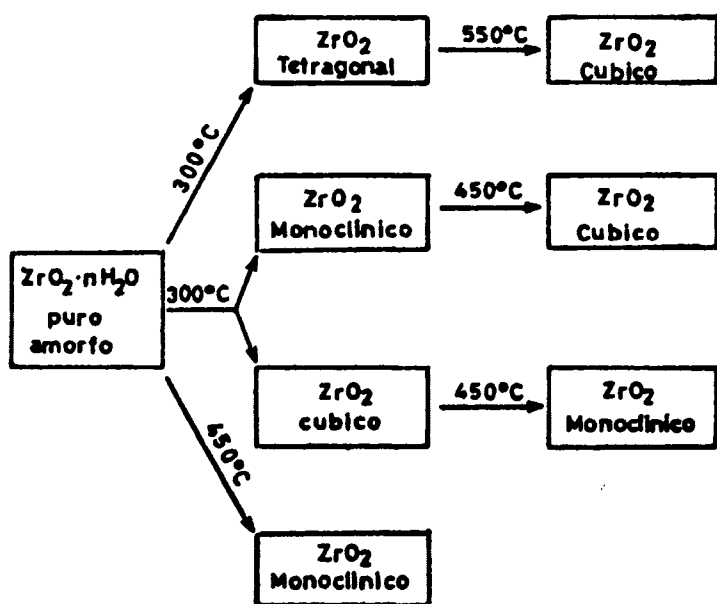 ZrO₂
Tetragonal
550°C
ZrO₂
Cubico
300°C
ZrO₂
Monoclinico
450°C
ZrO₂
Cubico
ZrO₂·nH₂O
puro
amorfo
300°C
ZrO₂
cubico
450°C
ZrO₂
Monoclinico
450°C
ZrO₂
Monoclinico